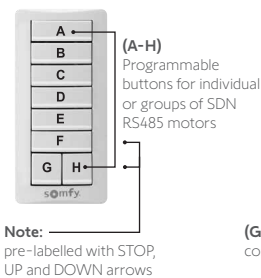 A
B
C
D
E
F
G H
somfy
(A-H)
Programmable
buttons for individual
or groups of SDN
RS485 motors
Note:
pre-labelled with STOP,
UP and DOWN arrows
(G
co